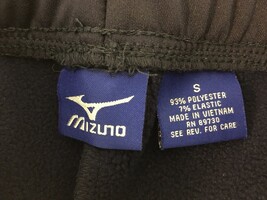 MIZUNO
S
93% POLYESTER
7% ELASTIC
MADE IN VIETNAM
RN 89730
SEE REV. FOR CARE